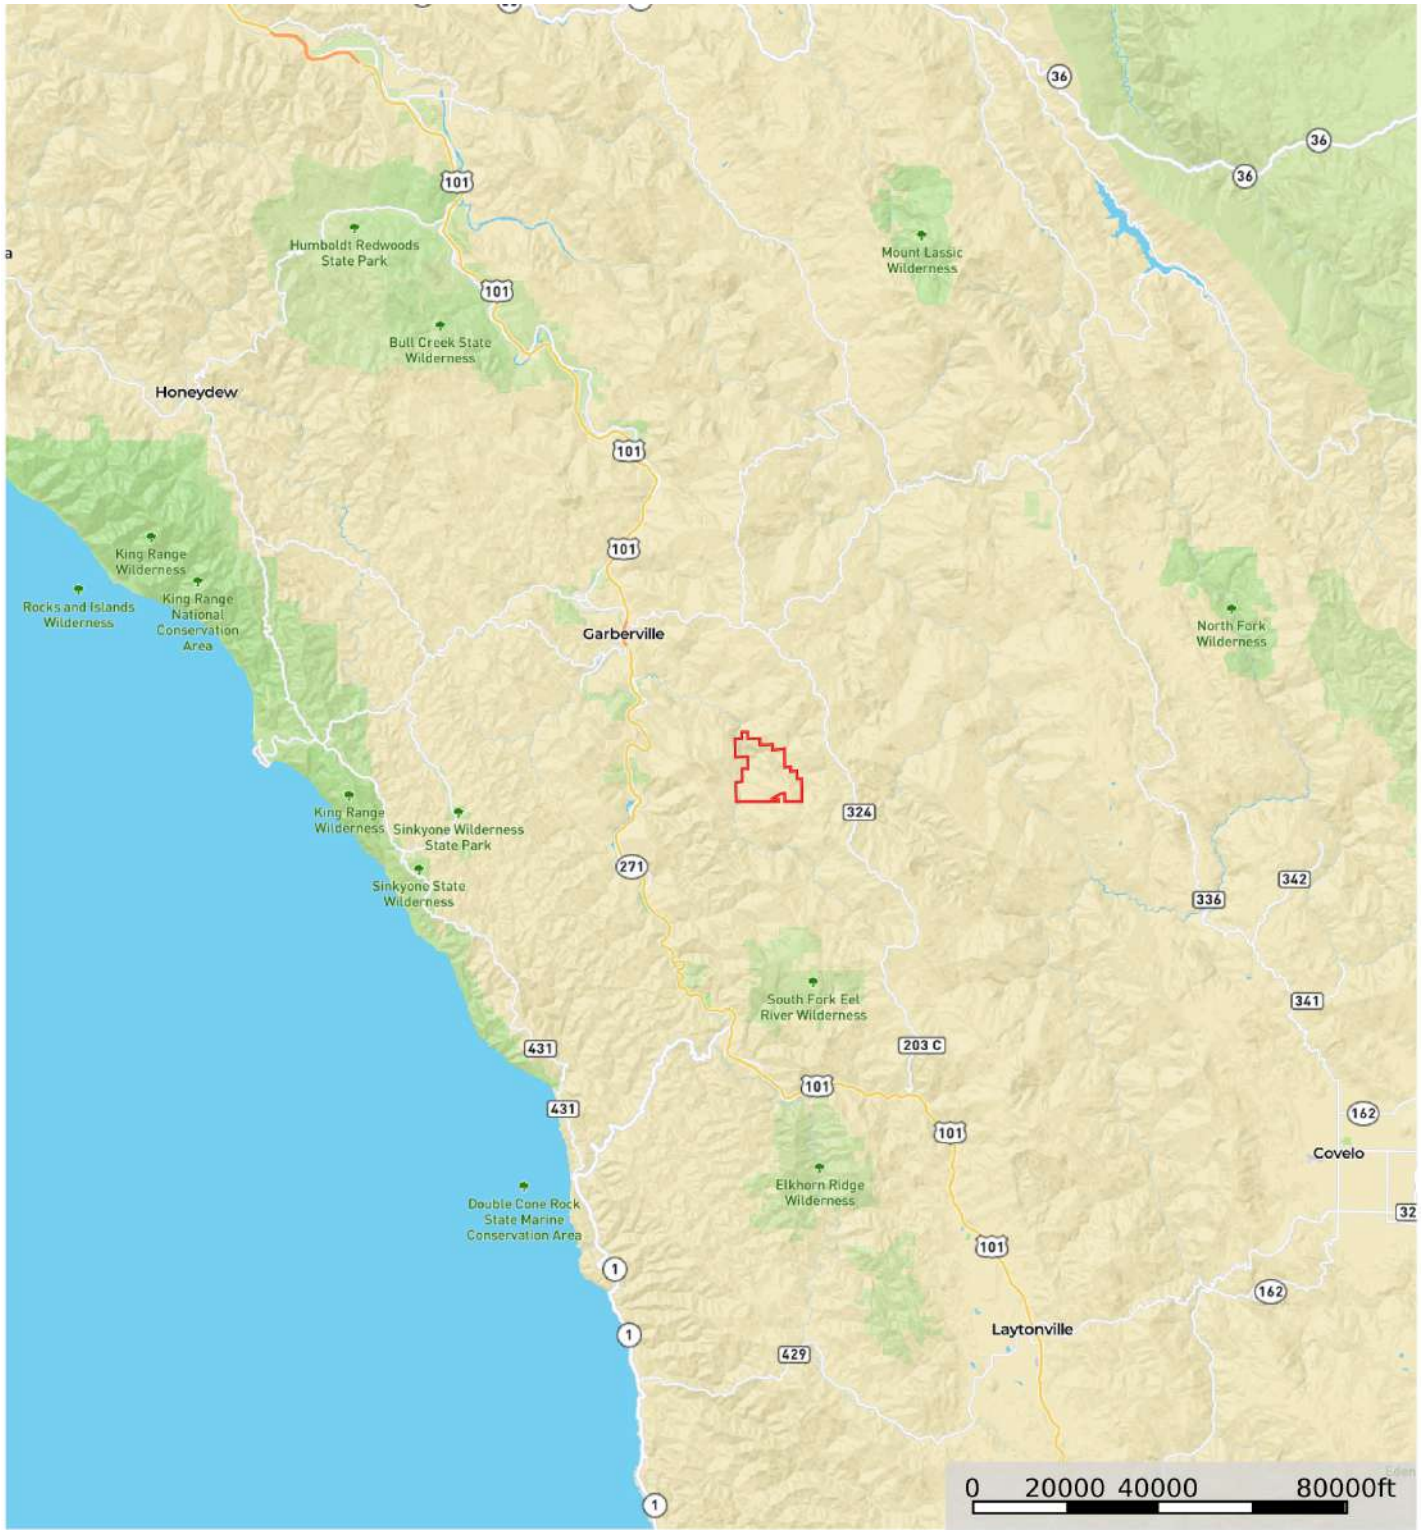 36
36
36
101
Humboldt Redwoods
State Park
Mount Lassic
Wilderness
a
101
Bull Creek State
Wilderness
Honeydew
101
King Range
Wilderness
101
King Range
National
Conservation
Area
Rocks and Islands
Wilderness
Garberville
North Fork
Wilderness
King Range
Wilderness
324
Sinkyone Wilderness
State Park
271
Sinkyone State
Wilderness
342
336
South Fork Eel
River Wilderness
341
431
203 C
101
431
162
101
Covelo
Elkhorn Ridge
Wilderness
Double Cone Rock
State Marine
Conservation Area
32
101
1
162
1
Laytonville
429
Eden
0 20000 40000 80000ft
1